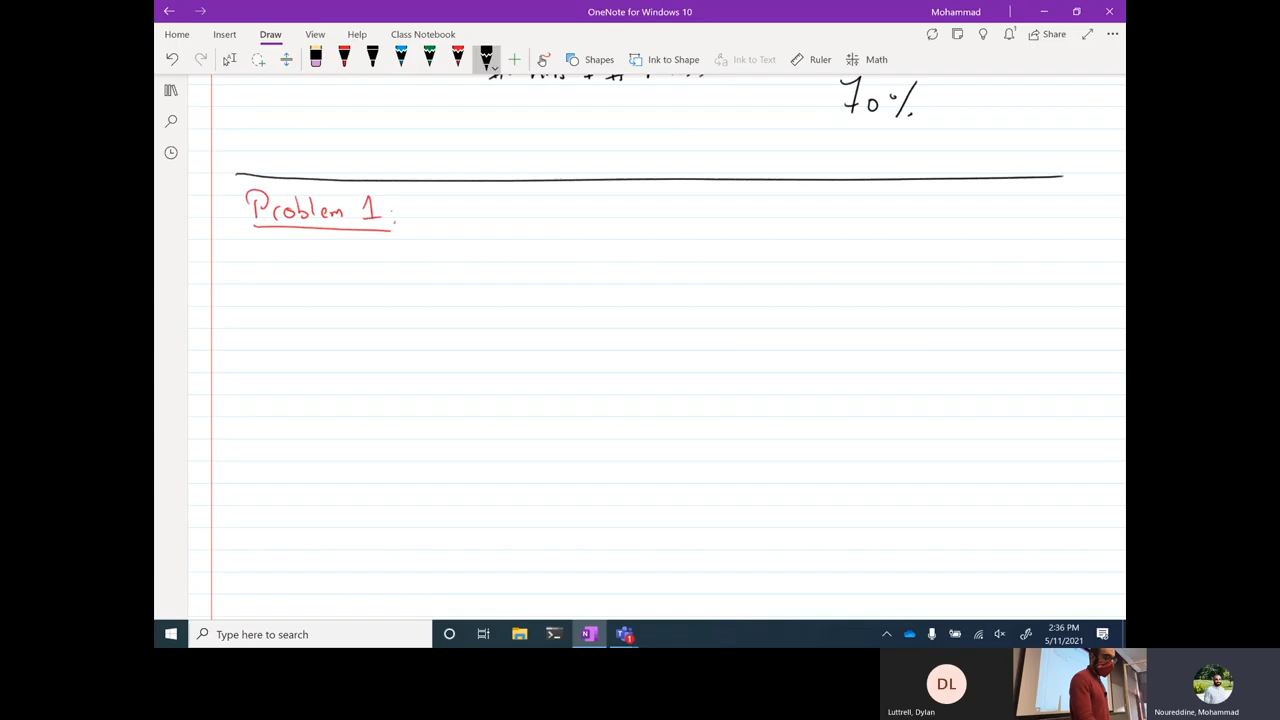 OneNote for Windows 10
Mohammad
Home Insert Draw View Help Class Notebook
Share
Shapes Ink to Shape Ink to Text Ruler Math
70%
Problem 1:
Type here to search
2:36 PM
5/11/2021
DL
Luttrell, Dylan
Noureddine, Mohammad